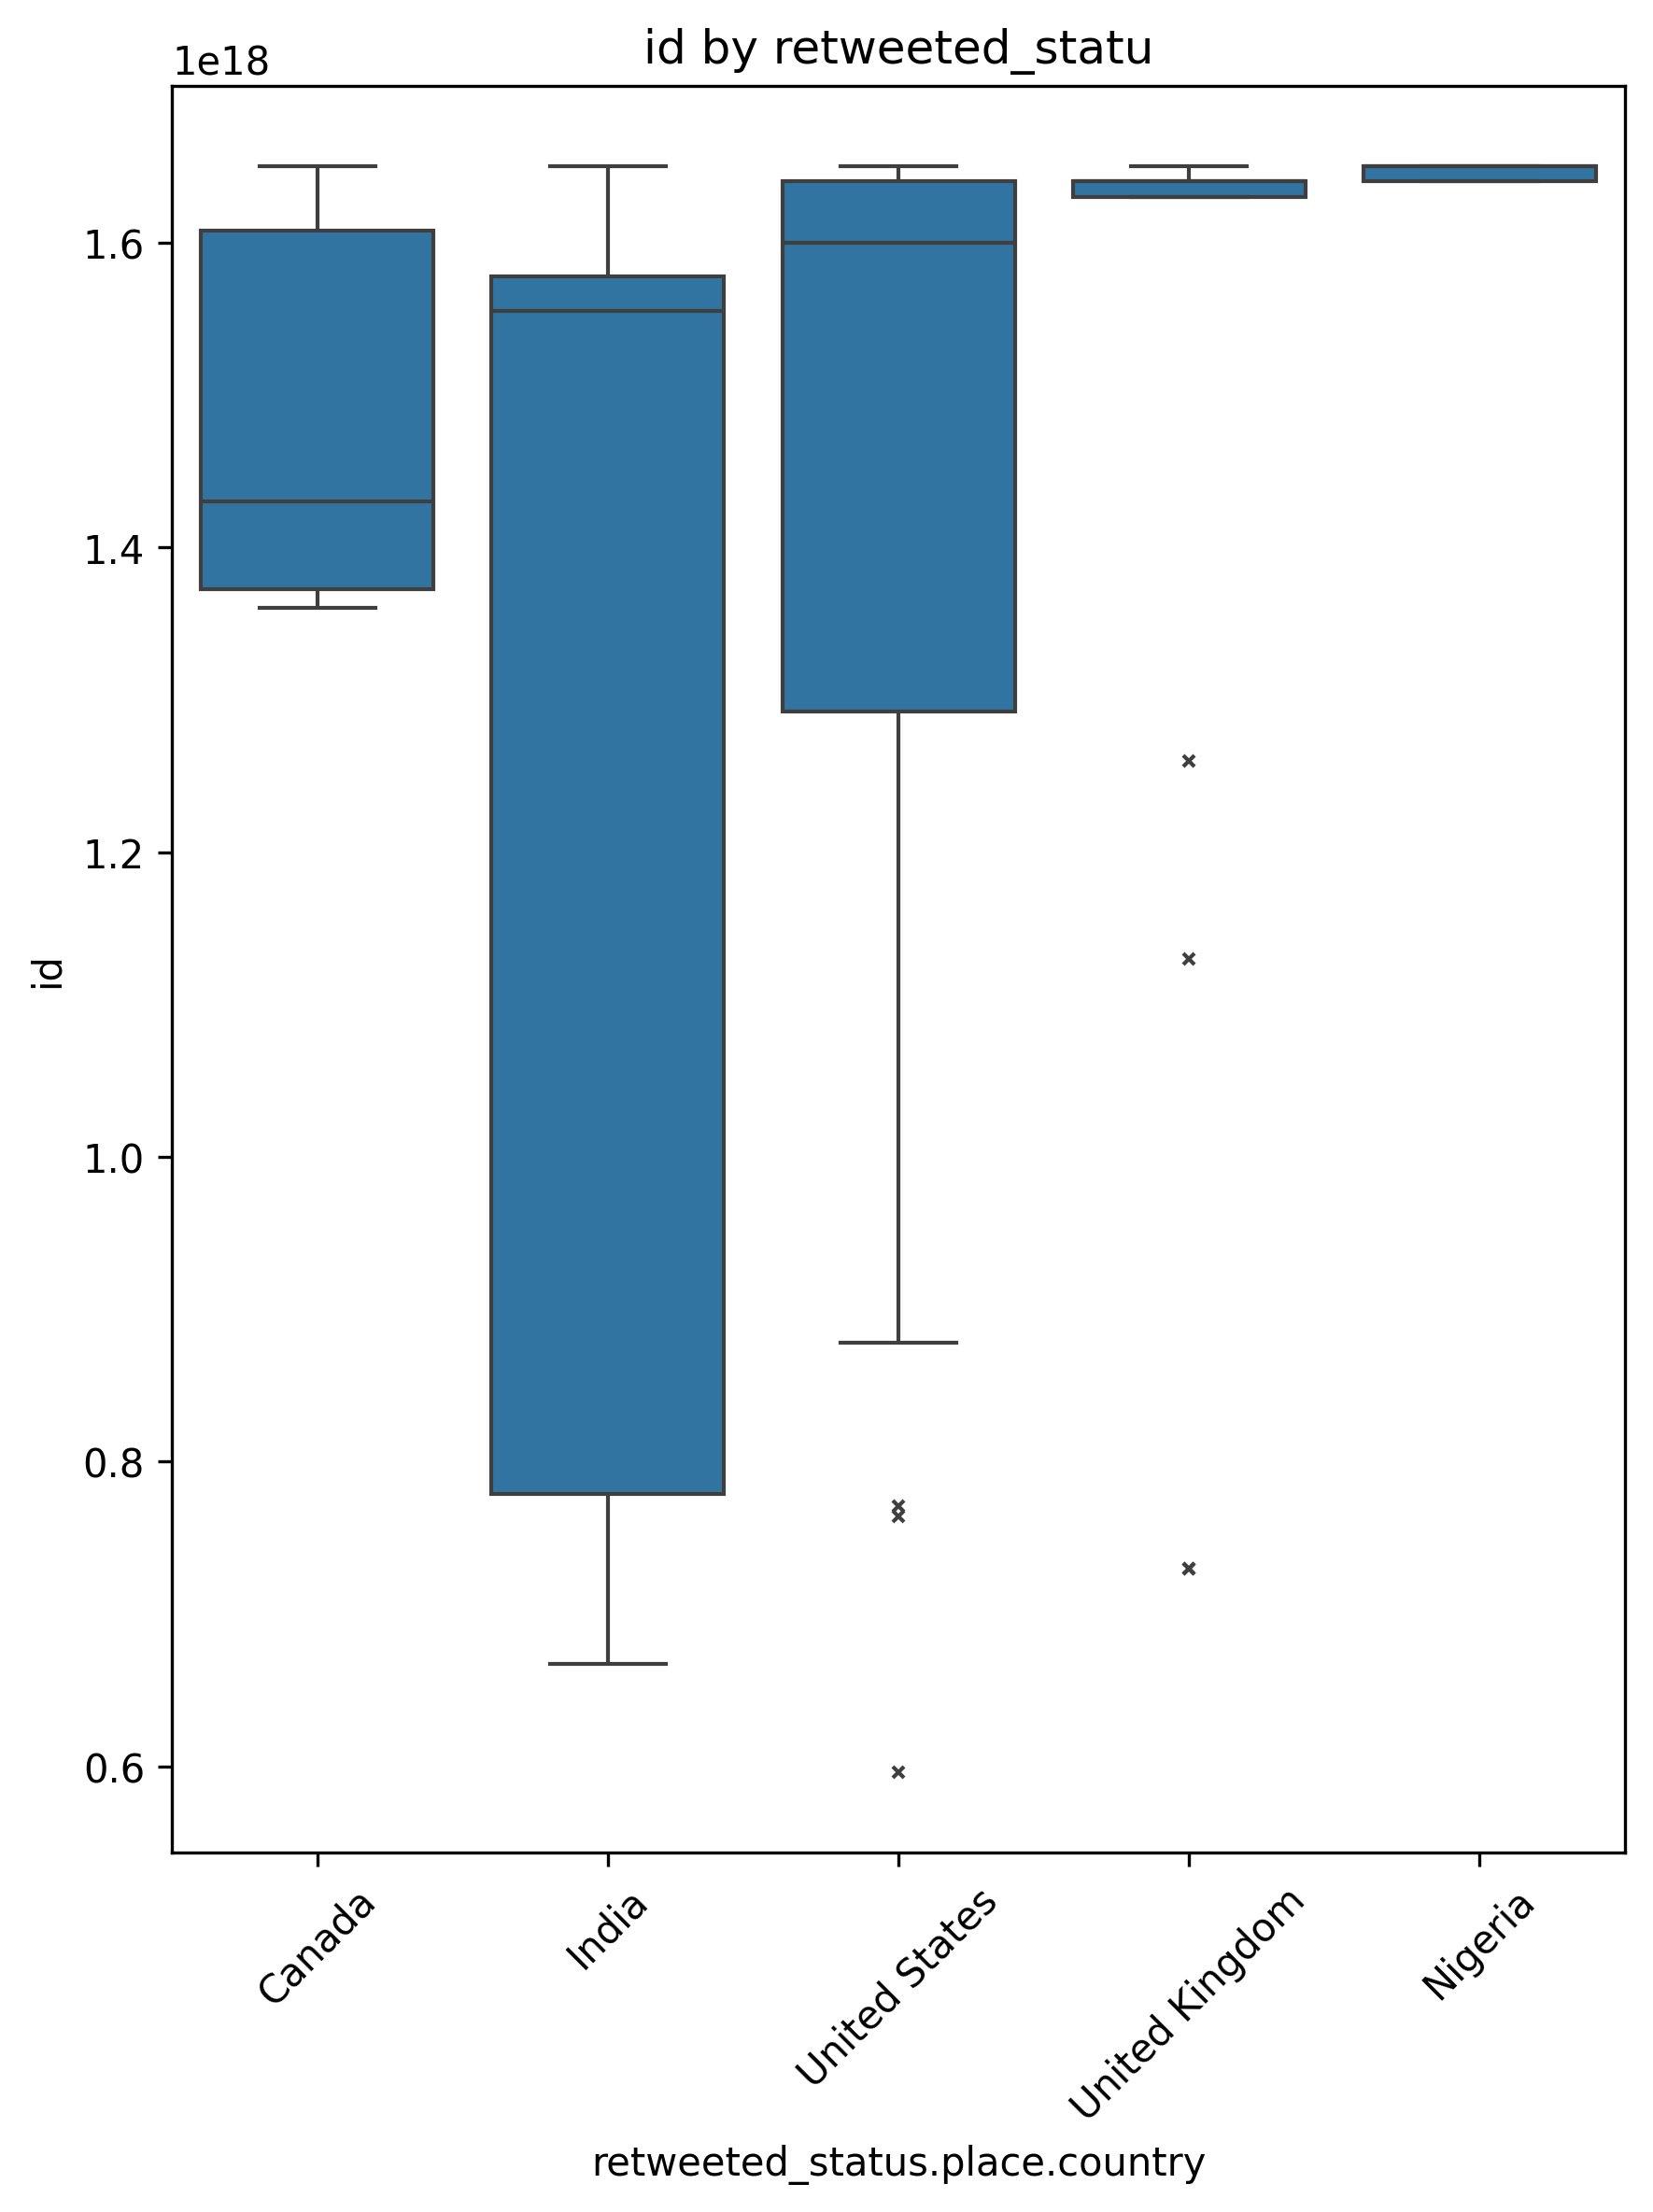 id by retweeted_statu
1e18
1.6
1.4
1.2
1.0
0.8
0.6
id
Canada
India
United States
United Kingdom
Nigeria
retweeted_status.place.country